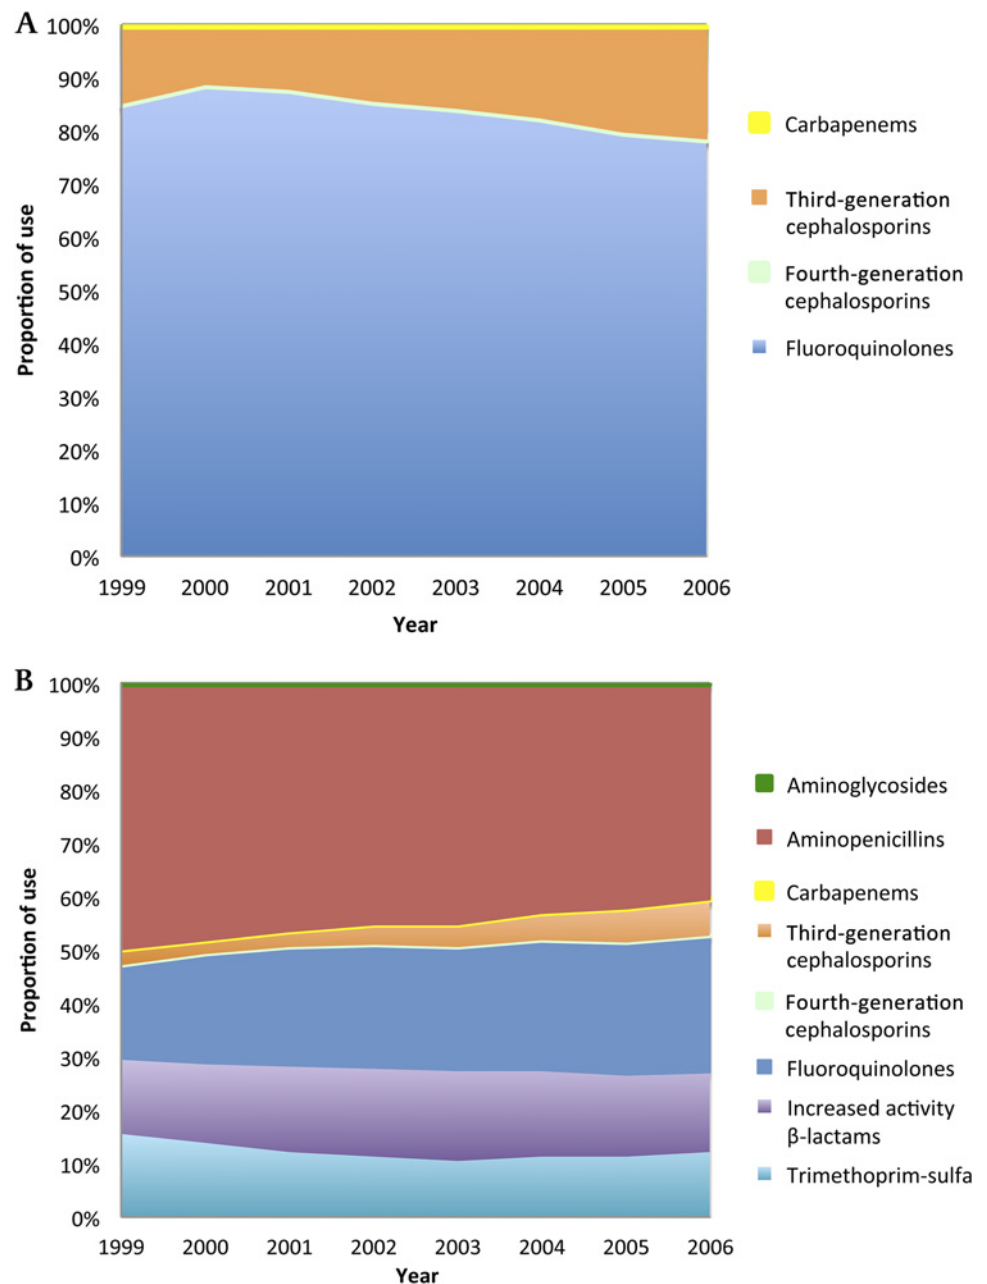 A
100%
90%
80%
70%
60%
50%
40%
30%
20%
10%
0%
Proportion of use
1999 2000 2001 2002 2003 2004 2005 2006
Year
Carbapenems
Third-generation
cephalosporins
Fourth-generation
cephalosporins
Fluoroquinolones
B
100%
90%
80%
70%
60%
50%
40%
30%
20%
10%
0%
Proportion of use
1999 2000 2001 2002 2003 2004 2005 2006
Year
Aminoglycosides
Aminopenicillins
Carbapenems
Third-generation
cephalosporins
Fourth-generation
cephalosporins
Fluoroquinolones
Increased activity
β-lactams
Trimethoprim-sulfa